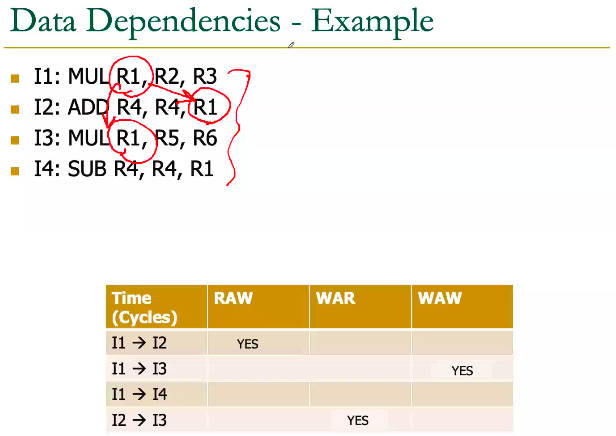 Data Dependencies - Example
I1: MUL R1, R2, R3
I2: ADD R4, R4, R1
I3: MUL R1, R5, R6
I4: SUB R4, R4, R1
Time (Cycles) RAW WAR WAW
I1 → I2 YES
I1 → I3 YES
I1 → I4
I2 → I3 YES